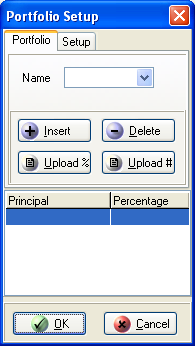 Portfolio Setup
Portfolio Setup
Name
Insert Delete
Upload % Upload #
Principal Percentage
OK Cancel